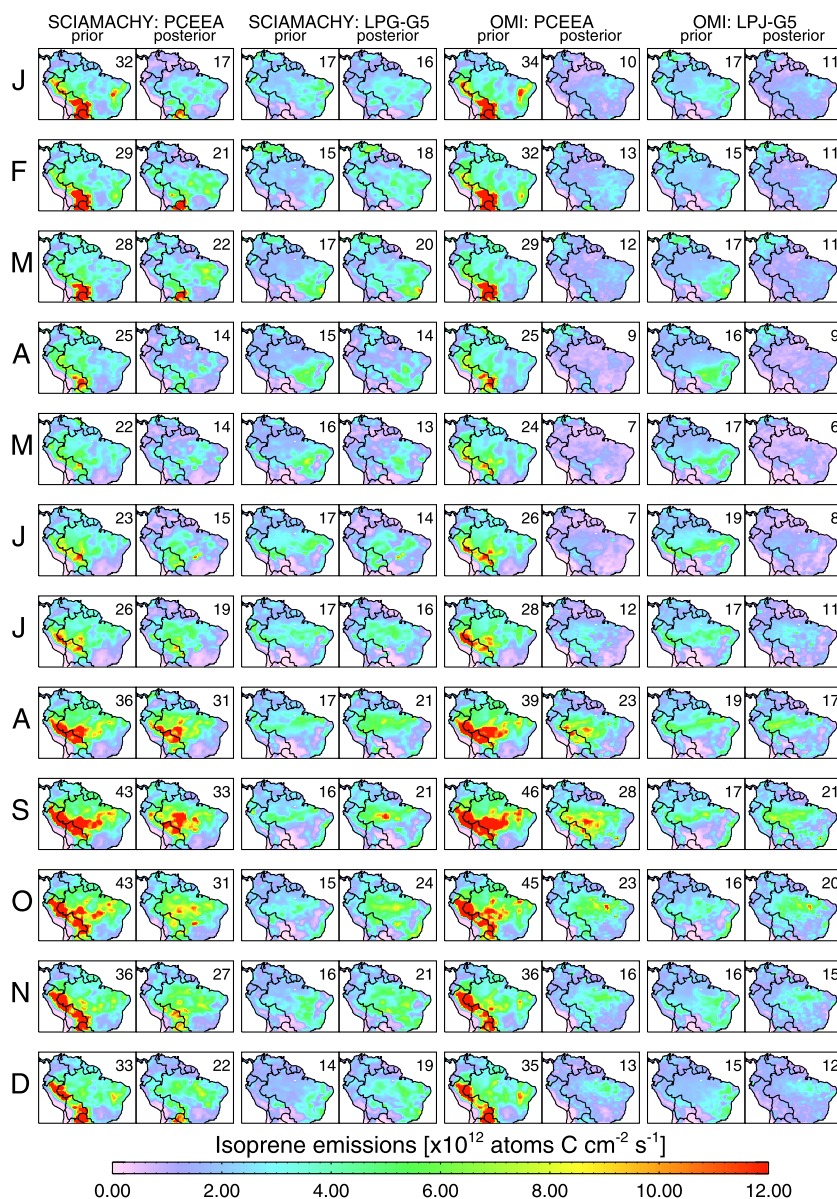 SCIAMACHY: PCEEA SCIAMACHY: LPG-G5 OMI: PCEEA OMI: LPJ-G5
prior posterior prior posterior prior posterior prior posterior
J 32 17 17 16 34 10 17 11
F 29 21 15 18 32 13 15 11
M 28 22 17 20 29 12 17 11
A 25 14 15 14 25 9 16 9
M 22 14 16 13 24 7 17 6
J 23 15 17 14 26 7 19 8
J 26 19 17 16 28 12 17 11
A 36 31 17 21 39 23 19 17
S 43 33 16 21 46 28 17 21
O 43 31 15 24 45 23 16 20
N 36 27 16 21 36 16 16 15
D 33 22 14 19 35 13 15 12
Isoprene emissions [x10¹² atoms C cm⁻² s⁻¹]
0.00 2.00 4.00 6.00 8.00 10.00 12.00